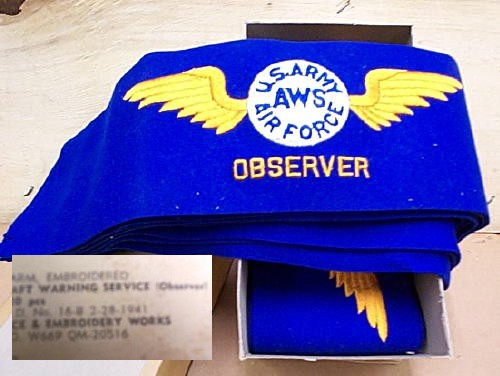 U.S. ARMY
AWS
AIR FORCE
OBSERVER
ARM, EMBROIDERED
AFT WARNING SERVICE (Observer)
pcs
D. No. 16-B 2-28-1941
CE & EMBROIDERY WORKS
W669 QM-20516